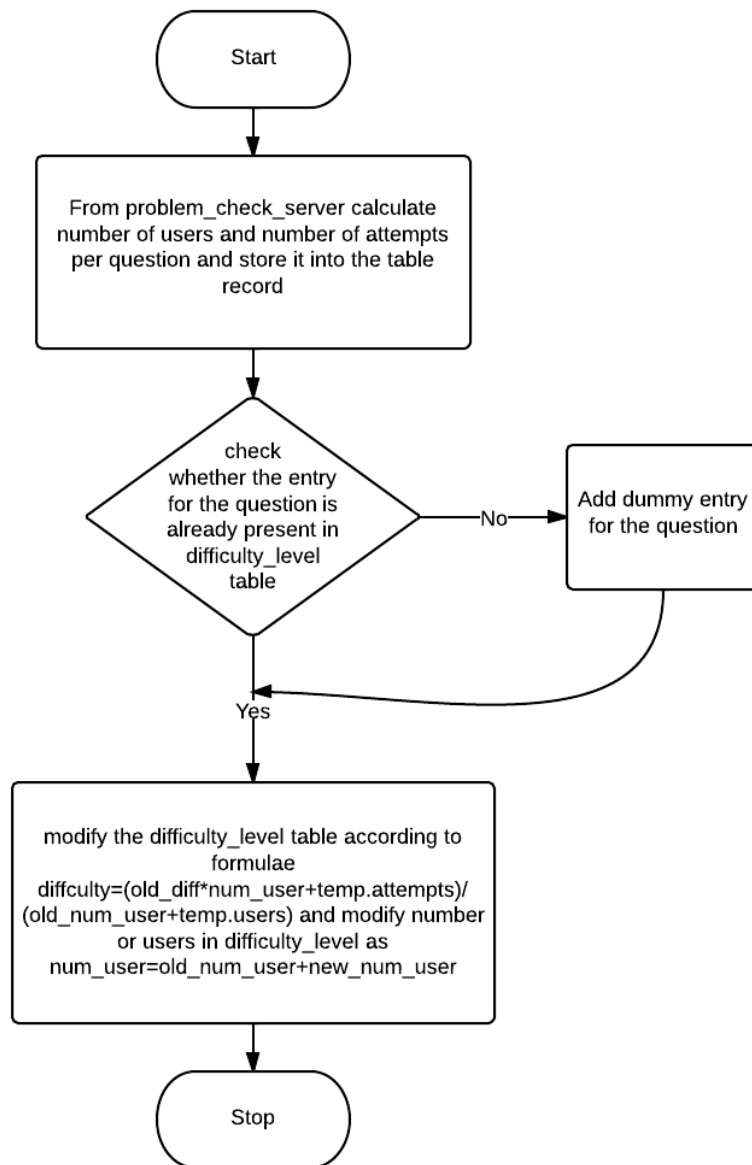 Start
From problem_check_server calculate
number of users and number of attempts
per question and store it into the table
record
check
whether the entry
for the question is
already present in
difficulty_level
table
No
Add dummy entry
for the question
Yes
modify the difficulty_level table according to
formulae
diffculty=(old_diff*num_user+temp.attempts)/
(old_num_user+temp.users) and modify number
or users in difficulty_level as
num_user=old_num_user+new_num_user
Stop